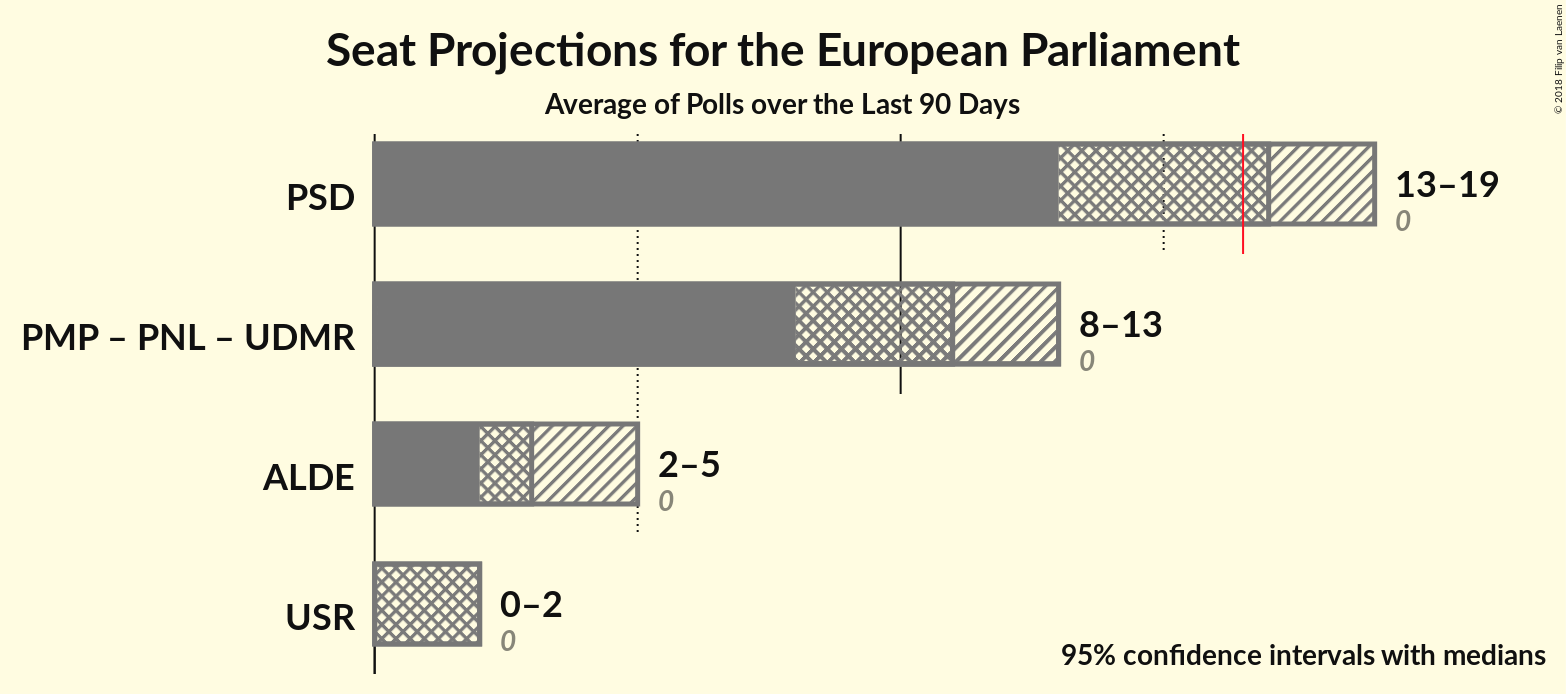 Seat Projections for the European Parliament
Average of Polls over the Last 90 Days
PSD
13–19
0
PMP – PNL – UDMR
8–13
0
ALDE
2–5
0
USR
0–2
0
95% confidence intervals with medians
© 2018 Filip van Laenen